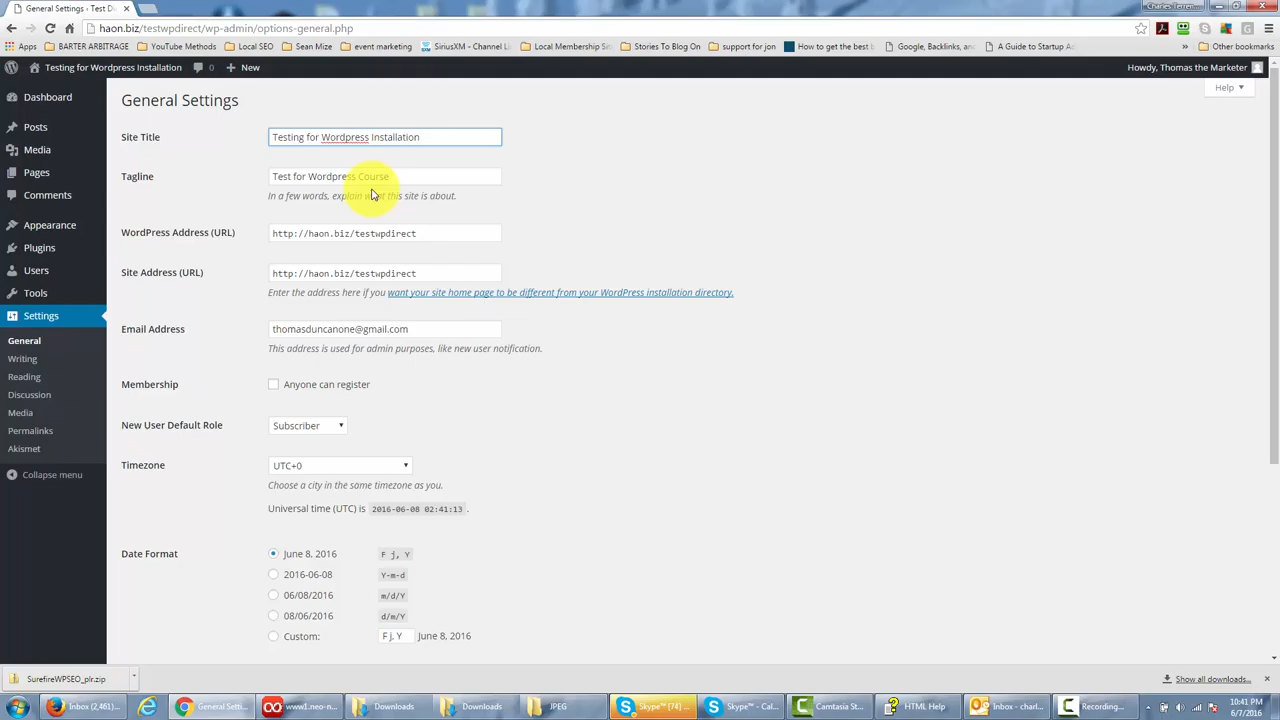 General Settings ‹ Test Di
Charles Terren
haon.biz/testwpdirect/wp-admin/options-general.php
Apps BARTER ARBITRAGE YouTube Methods Local SEO Sean Mize event marketing SiriusXM - Channel Li Local Membership Sit Stories To Blog On support for jon How to get the best b Google, Backlinks, an A Guide to Startup Ac » Other bookmarks
Testing for Wordpress Installation 0 + New Howdy, Thomas the Marketer
Help
Dashboard
Posts
Media
Pages
Comments
Appearance
Plugins
Users
Tools
Settings
General
Writing
Reading
Discussion
Media
Permalinks
Akismet
Collapse menu
General Settings
Site Title Testing for Wordpress Installation
Tagline Test for Wordpress Course
In a few words, explain what this site is about.
WordPress Address (URL) http://haon.biz/testwpdirect
Site Address (URL) http://haon.biz/testwpdirect
Enter the address here if you want your site home page to be different from your WordPress installation directory.
Email Address thomasduncanone@gmail.com
This address is used for admin purposes, like new user notification.
Membership Anyone can register
New User Default Role Subscriber
Timezone UTC+0
Choose a city in the same timezone as you.
Universal time (UTC) is 2016-06-08 02:41:13 .
Date Format June 8, 2016 F j, Y
2016-06-08 Y-m-d
06/08/2016 m/d/Y
08/06/2016 d/m/Y
Custom: F j, Y June 8, 2016
SurefireWPSEO_plr.zip
Show all downloads...
Inbox (2,461)... General Setti... www1.neo-n... Downloads Downloads JPEG Skype™ [74] ... Skype™ - Cal... Camtasia St... HTML Help Inbox - charl... Recording...
10:41 PM
6/7/2016